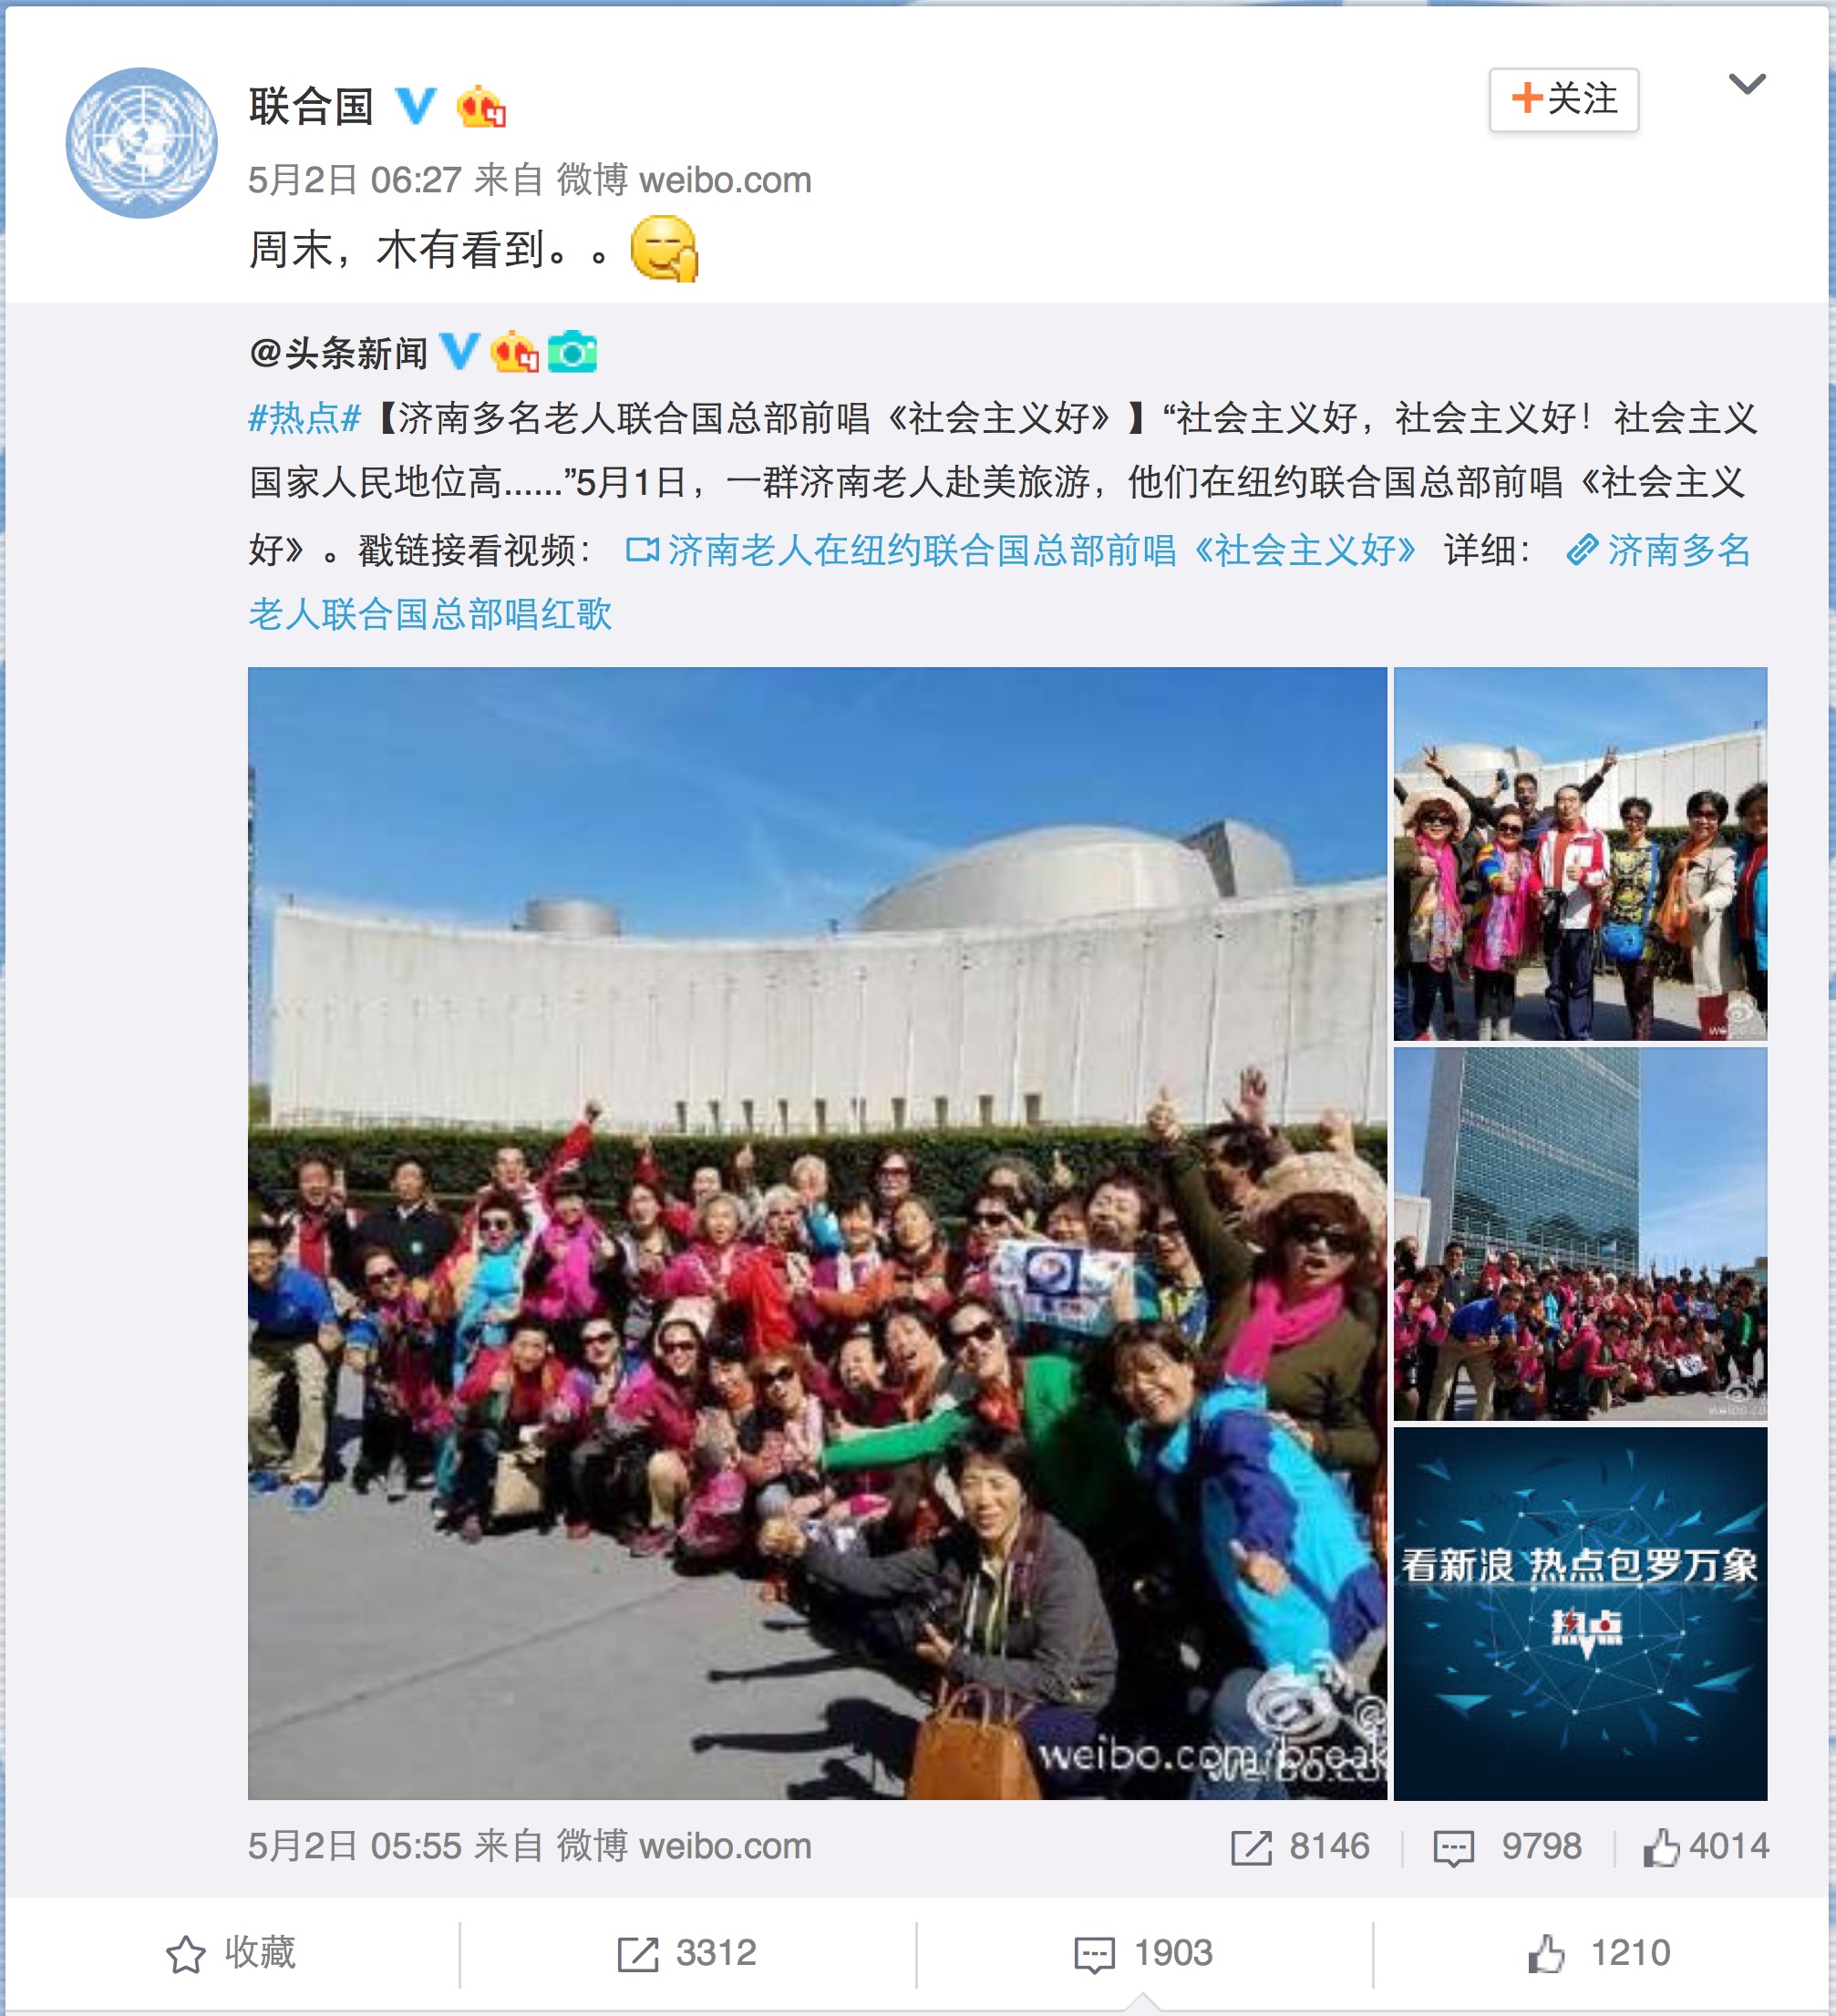 联合国
+关注
5月2日 06:27 来自 微博 weibo.com
周末，木有看到。。
@头条新闻
#热点#【济南多名老人联合国总部前唱《社会主义好》】“社会主义好，社会主义好！社会主义
国家人民地位高......”5月1日，一群济南老人赴美旅游，他们在纽约联合国总部前唱《社会主义
好》。戳链接看视频： 济南老人在纽约联合国总部前唱《社会主义好》 详细： 济南多名
老人联合国总部唱红歌
weibo.com/break
看新浪 热点包罗万象
热点
5月2日 05:55 来自 微博 weibo.com
8146
9798
4014
收藏
3312
1903
1210